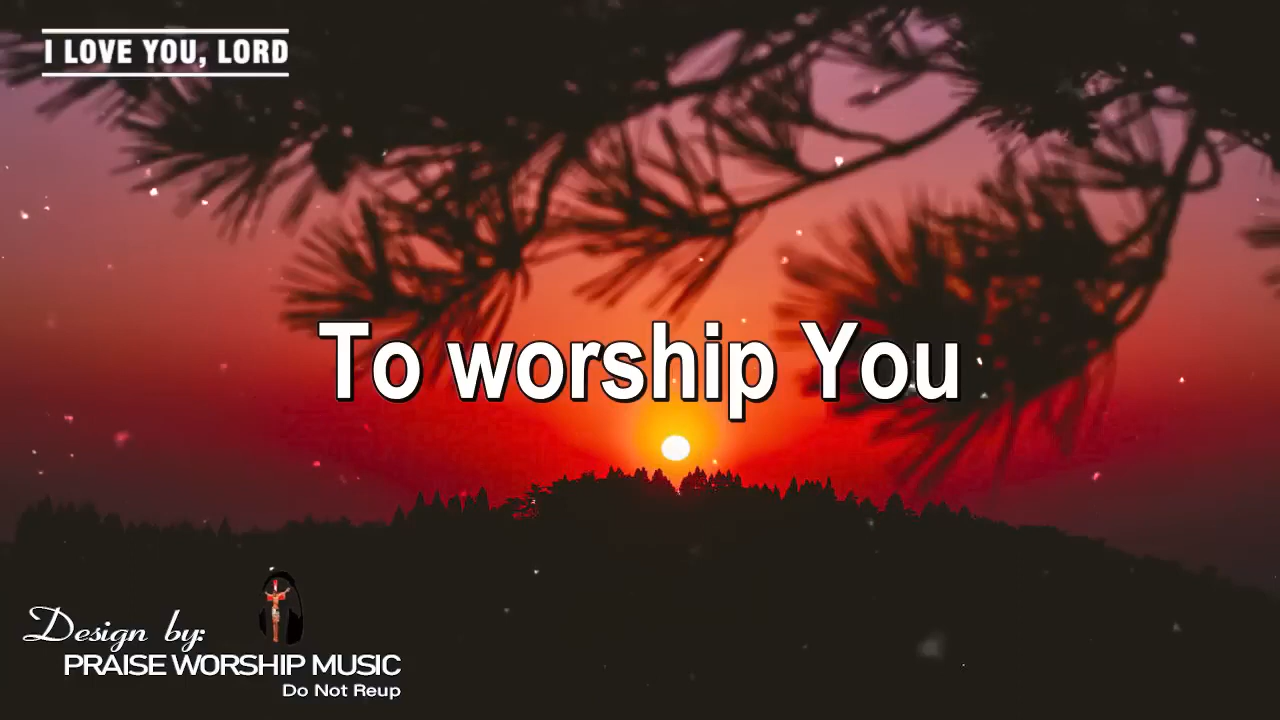 I LOVE YOU, LORD
To worship You
Design by:
PRAISE WORSHIP MUSIC
Do Not Reup